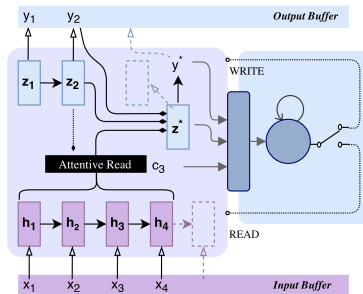 y₁ y₂ Output Buffer
y* WRITE
z₁ z₂
z*
Attentive Read c₃
h₁ h₂ h₃ h₄
READ
x₁ x₂ x₃ x₄ Input Buffer